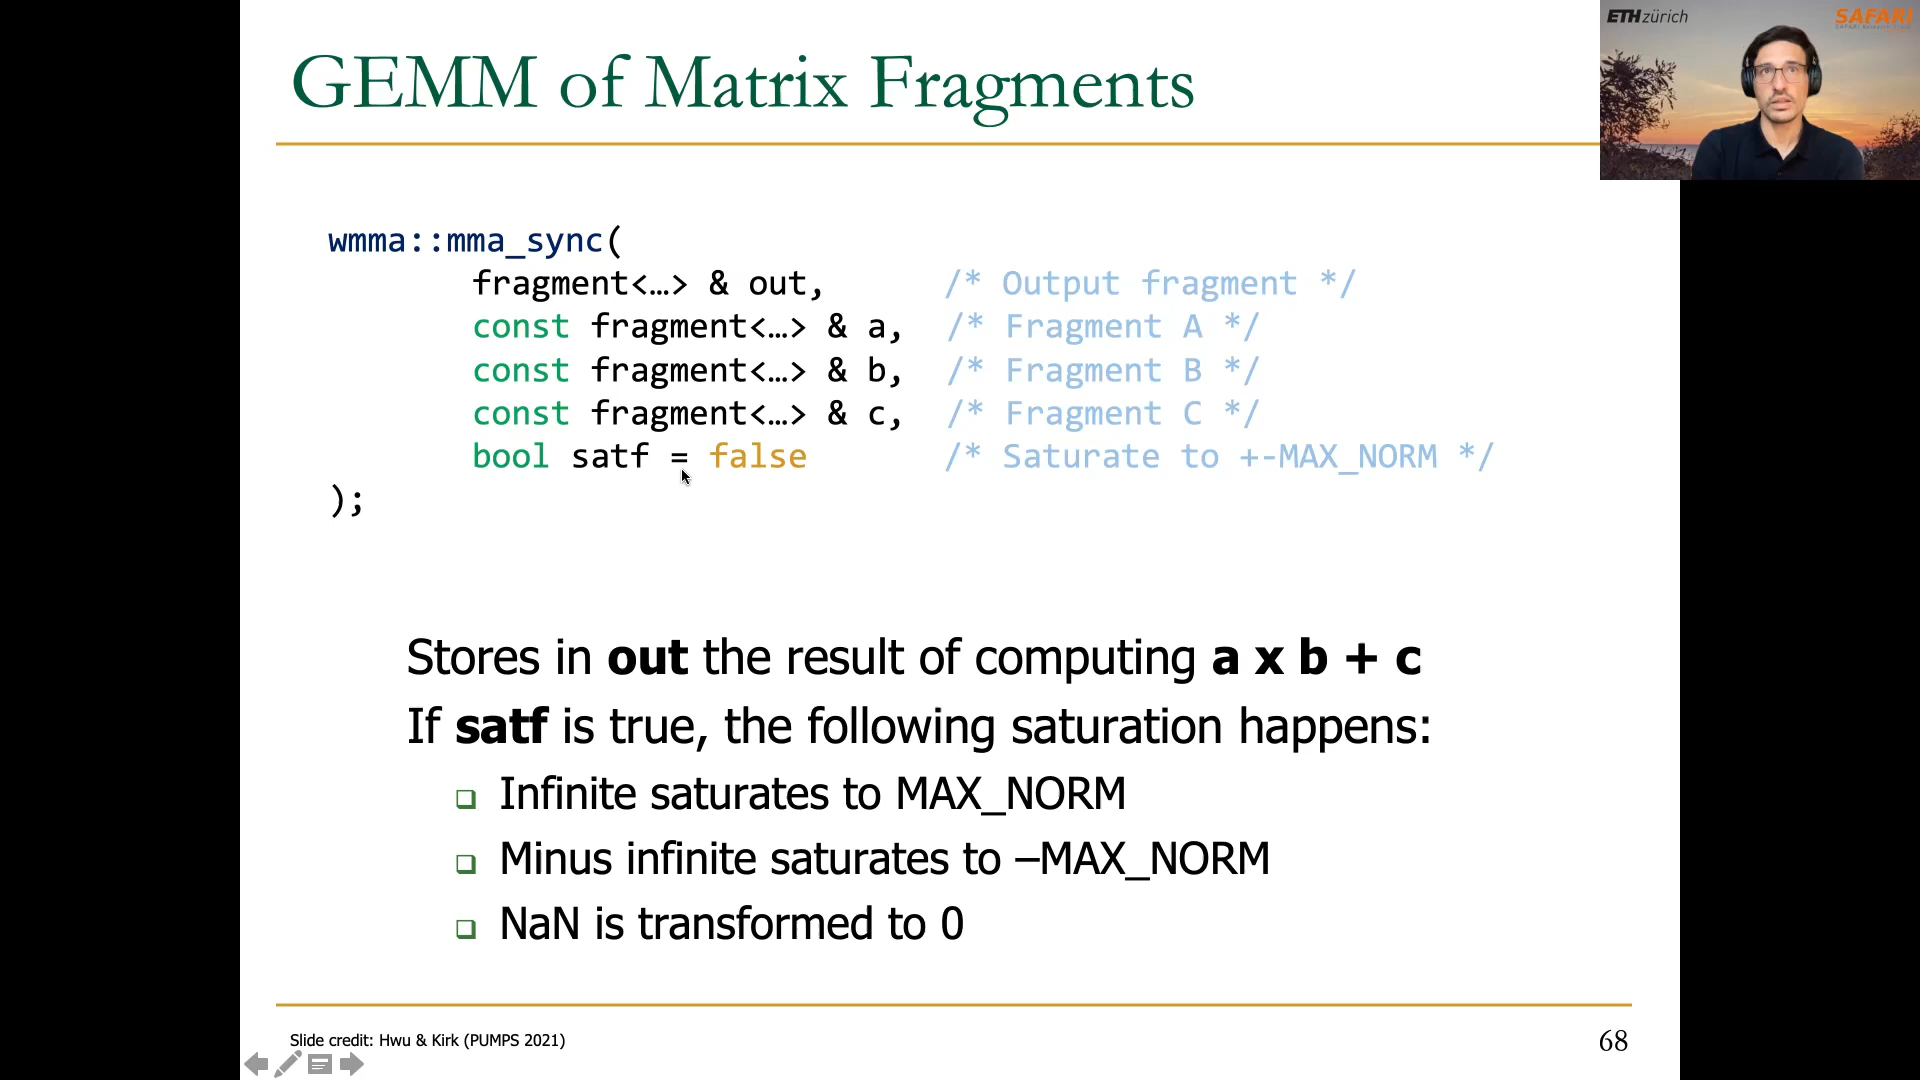 GEMM of Matrix Fragments
ETH zürich
SAFARI
wmma::mma_sync(
fragment<…> & out, /* Output fragment */
const fragment<…> & a, /* Fragment A */
const fragment<…> & b, /* Fragment B */
const fragment<…> & c, /* Fragment C */
bool satf = false /* Saturate to +-MAX_NORM */
);
Stores in out the result of computing a x b + c
If satf is true, the following saturation happens:
Infinite saturates to MAX_NORM
Minus infinite saturates to –MAX_NORM
NaN is transformed to 0
Slide credit: Hwu & Kirk (PUMPS 2021)
68